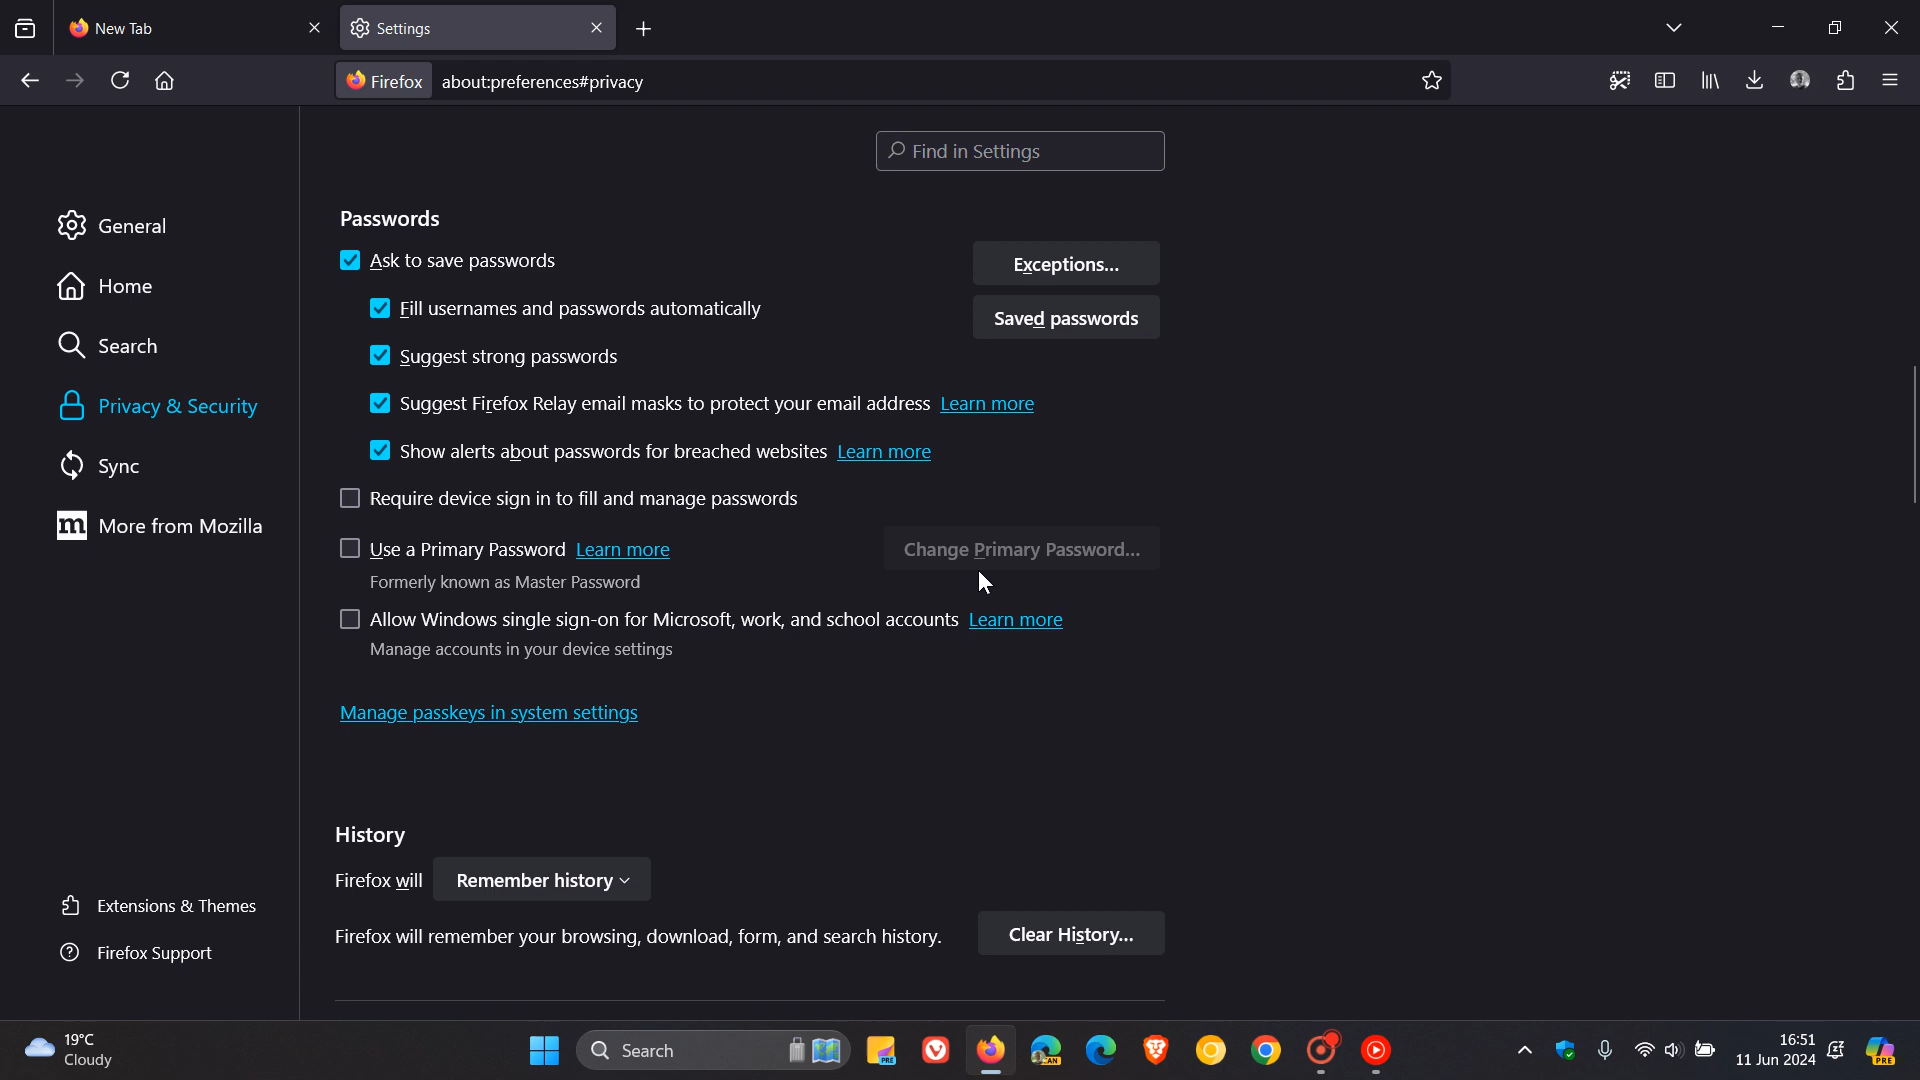 New Tab
Settings
Firefox
about:preferences#privacy
Find in Settings
General
Home
Search
Privacy & Security
Sync
m More from Mozilla
Extensions & Themes
Firefox Support
Passwords
Ask to save passwords
Exceptions...
Fill usernames and passwords automatically
Saved passwords
Suggest strong passwords
Suggest Firefox Relay email masks to protect your email address Learn more
Show alerts about passwords for breached websites Learn more
Require device sign in to fill and manage passwords
Use a Primary Password Learn more
Change Primary Password...
Formerly known as Master Password
Allow Windows single sign-on for Microsoft, work, and school accounts Learn more
Manage accounts in your device settings
Manage passkeys in system settings
History
Firefox will Remember history
Firefox will remember your browsing, download, form, and search history.
Clear History...
19°C
Cloudy
Search
PRE
CAN
16:51
11 Jun 2024
PRE